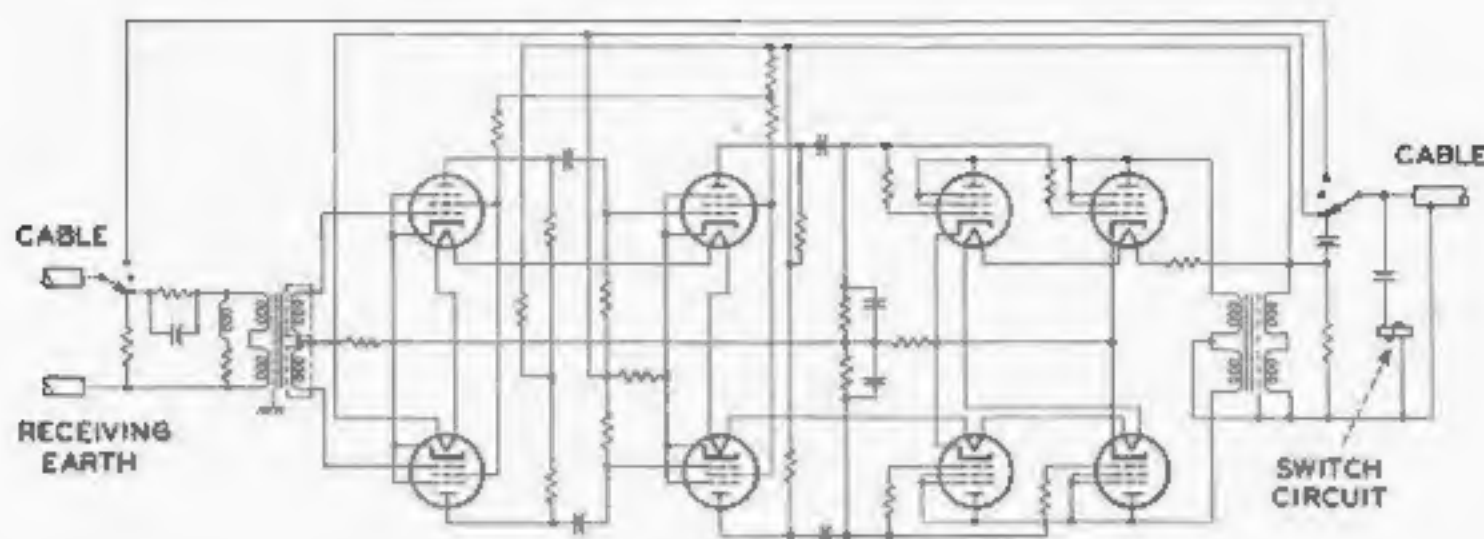 CABLE
RECEIVING
EARTH
CABLE
SWITCH
CIRCUIT